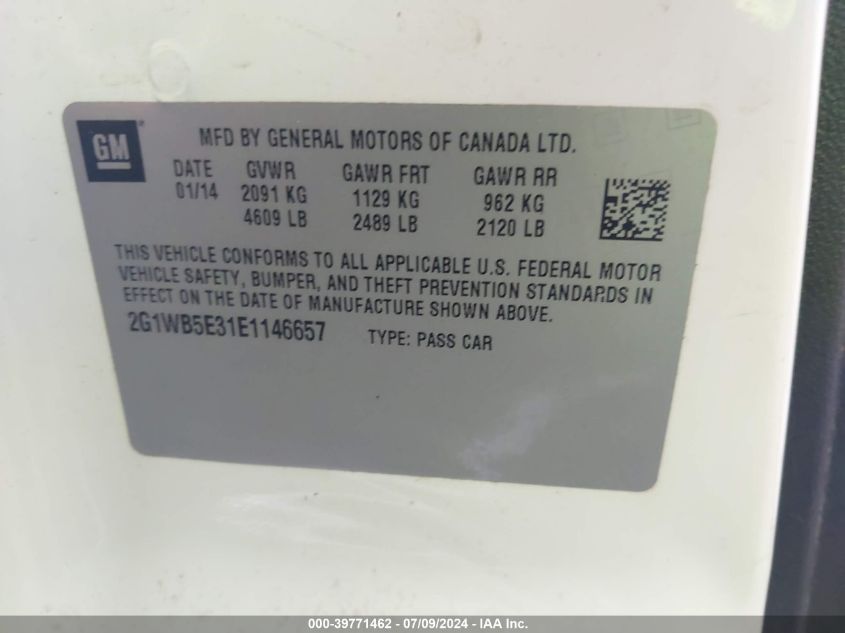 GM
MFD BY GENERAL MOTORS OF CANADA LTD.
DATE GVWR GAWR FRT GAWR RR
01/14 2091 KG 1129 KG 962 KG
4609 LB 2489 LB 2120 LB
THIS VEHICLE CONFORMS TO ALL APPLICABLE U.S. FEDERAL MOTOR
VEHICLE SAFETY, BUMPER, AND THEFT PREVENTION STANDARDS IN
EFFECT ON THE DATE OF MANUFACTURE SHOWN ABOVE.
2G1WB5E31E1146657 TYPE: PASS CAR
000-39771462 - 07/09/2024 - IAA Inc.